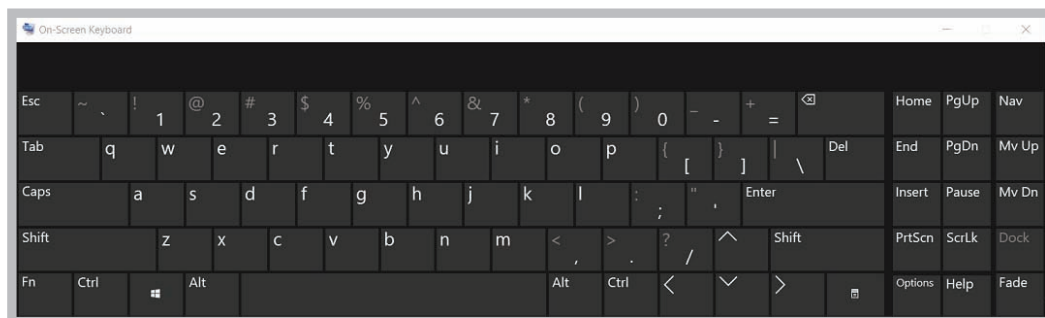 On-Screen Keyboard
Esc ~ ` ! 1 @ 2 # 3 $ 4 % 5 ^ 6 & 7 * 8 ( 9 ) 0 _ - + = Home PgUp Nav
Tab q w e r t y u i o p { [ } ] | \ Del End PgDn Mv Up
Caps a s d f g h j k l : ; " ' Enter Insert Pause Mv Dn
Shift z x c v b n m < , > . ? / Shift PrtScn ScrLk Dock
Fn Ctrl Alt Alt Ctrl Options Help Fade